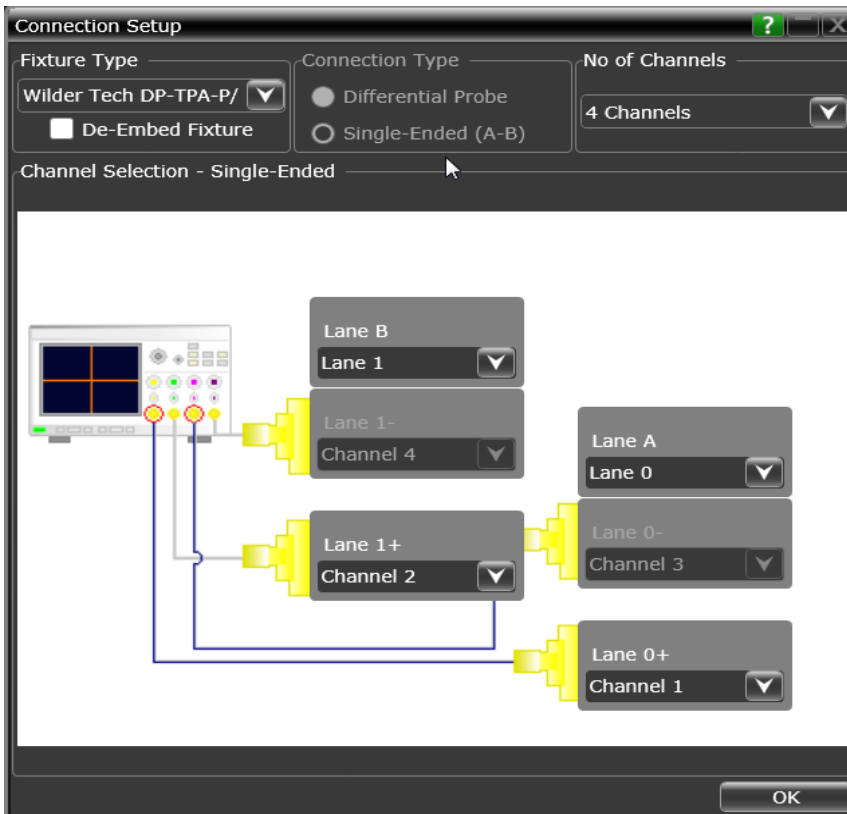 Connection Setup
?
X
Fixture Type
Wilder Tech DP-TPA-P/
De-Embed Fixture
Connection Type
Differential Probe
Single-Ended (A-B)
No of Channels
4 Channels
Channel Selection - Single-Ended
Lane B
Lane 1
Lane 1-
Channel 4
Lane A
Lane 0
Lane 0-
Channel 3
Lane 1+
Channel 2
Lane 0+
Channel 1
OK